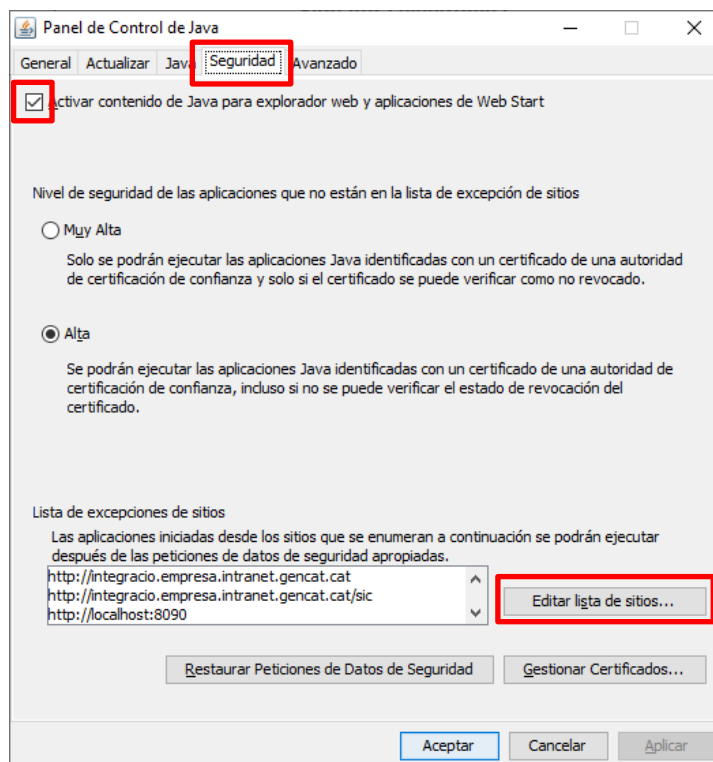 Panel de Control de Java
General Actualizar Java Seguridad Avanzado
Activar contenido de Java para explorador web y aplicaciones de Web Start
Nivel de seguridad de las aplicaciones que no están en la lista de excepción de sitios
Muy Alta
Solo se podrán ejecutar las aplicaciones Java identificadas con un certificado de una autoridad
de certificación de confianza y solo si el certificado se puede verificar como no revocado.
Alta
Se podrán ejecutar las aplicaciones Java identificadas con un certificado de una autoridad de
certificación de confianza, incluso si no se puede verificar el estado de revocación del
certificado.
Lista de excepciones de sitios
Las aplicaciones iniciadas desde los sitios que se enumeran a continuación se podrán ejecutar
después de las peticiones de datos de seguridad apropiadas.
http://integracio.empresa.intranet.gencat.cat
http://integracio.empresa.intranet.gencat.cat/sic
http://localhost:8090
Editar lista de sitios...
Restaurar Peticiones de Datos de Seguridad Gestionar Certificados...
Aceptar Cancelar Aplicar